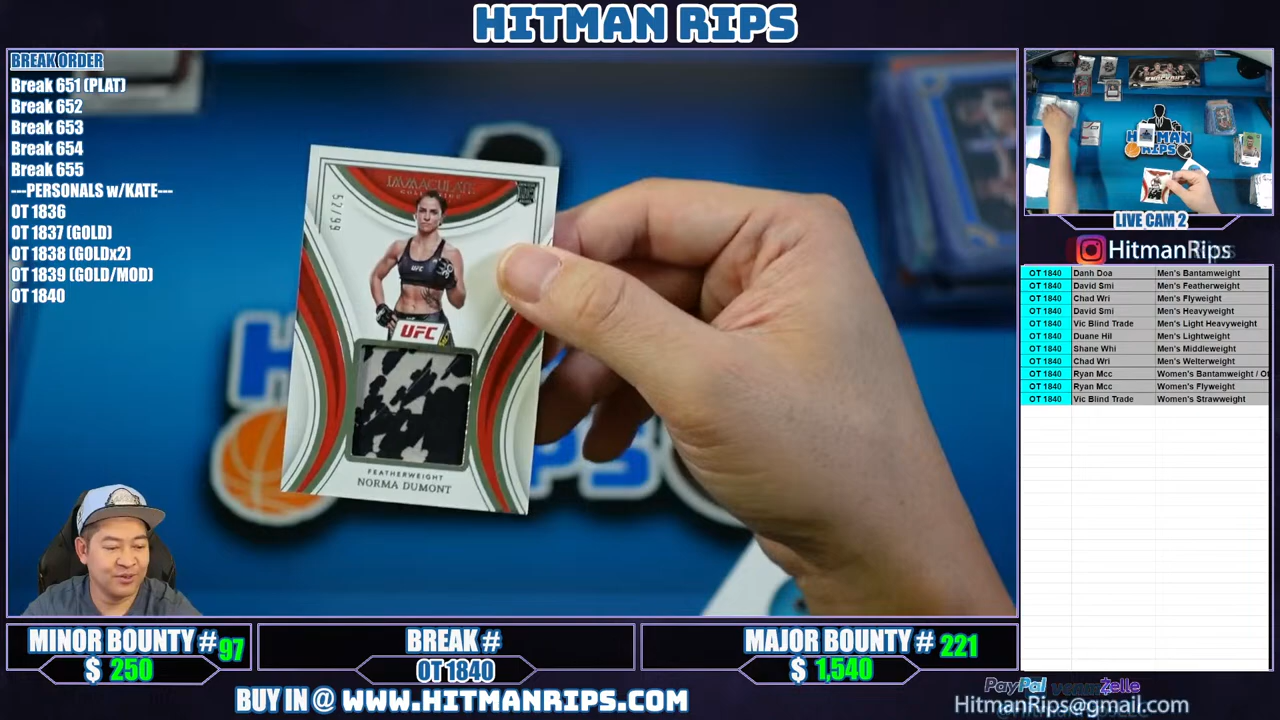 HITMAN RIPS
BREAK ORDER
Break 651 (PLAT)
Break 652
Break 653
Break 654
Break 655
---PERSONALS w/KATE---
OT 1836
OT 1837 (GOLD)
OT 1838 (GOLDx2)
OT 1839 (GOLD/MOD)
OT 1840
IMMACULATE
COLLECTION
52/99
UFC
UFC
FEATHERWEIGHT
NORMA DUMONT
KNOCKOUT
HITMAN
RIPS
LIVE CAM 2
HitmanRips
OT 1840 Danh Doa Men's Bantamweight
OT 1840 David Smi Men's Featherweight
OT 1840 Chad Wri Men's Flyweight
OT 1840 David Smi Men's Heavyweight
OT 1840 Vic Blind Trade Men's Light Heavyweight
OT 1840 Duane Hil Men's Lightweight
OT 1840 Shane Whi Men's Middleweight
OT 1840 Chad Wri Men's Welterweight
OT 1840 Ryan Mcc Women's Bantamweight / Ot
OT 1840 Ryan Mcc Women's Flyweight
OT 1840 Vic Blind Trade Women's Strawweight
MINOR BOUNTY # 97
$ 250
BREAK #
OT 1840
MAJOR BOUNTY # 221
$ 1,540
BUY IN @ WWW.HITMANRIPS.COM
PayPal venmo Zelle
HitmanRips@gmail.com